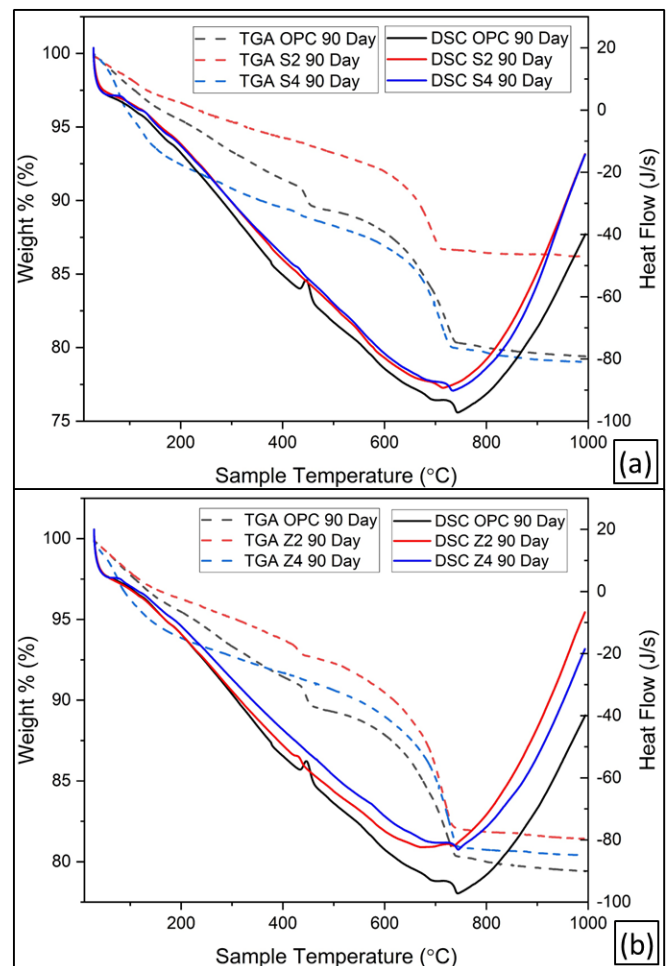 TGA OPC 90 Day DSC OPC 90 Day
TGA S2 90 Day DSC S2 90 Day
TGA S4 90 Day DSC S4 90 Day
100
95
90
85
80
75
Weight % (%)
20
0
-20
-40
-60
-80
-100
Heat Flow (J/s)
200 400 600 800 1000
Sample Temperature (°C)
(a)
TGA OPC 90 Day DSC OPC 90 Day
TGA Z2 90 Day DSC Z2 90 Day
TGA Z4 90 Day DSC Z4 90 Day
100
95
90
85
80
Weight % (%)
20
0
-20
-40
-60
-80
-100
Heat Flow (J/s)
200 400 600 800 1000
Sample Temperature (°C)
(b)